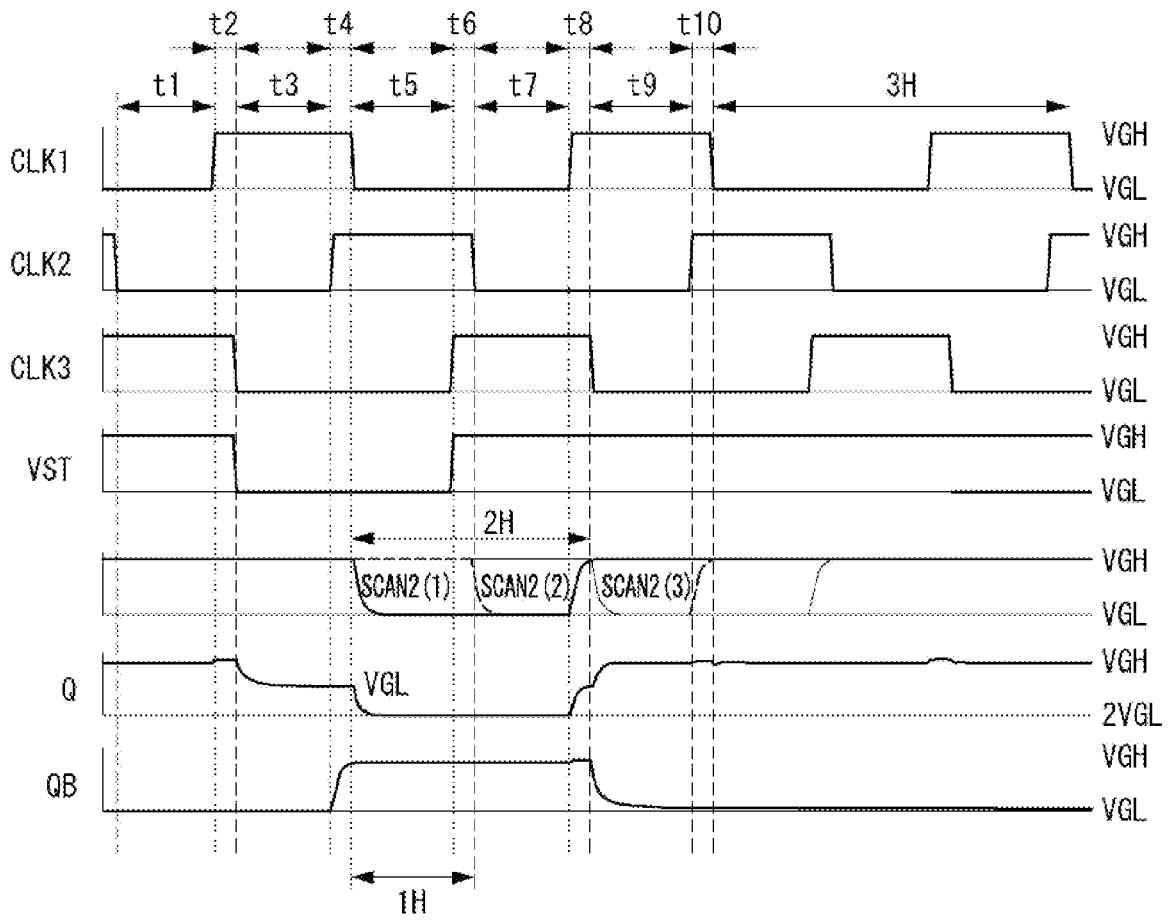 t2 t4 t6 t8 t10
t1 t3 t5 t7 t9 3H
CLK1 VGH
VGL
CLK2 VGH
VGL
CLK3 VGH
VGL
VST VGH
VGL
2H
VGH
SCAN2(1) SCAN2(2) SCAN2(3)
VGL
Q VGL VGH
2VGL
QB VGH
VGL
1H